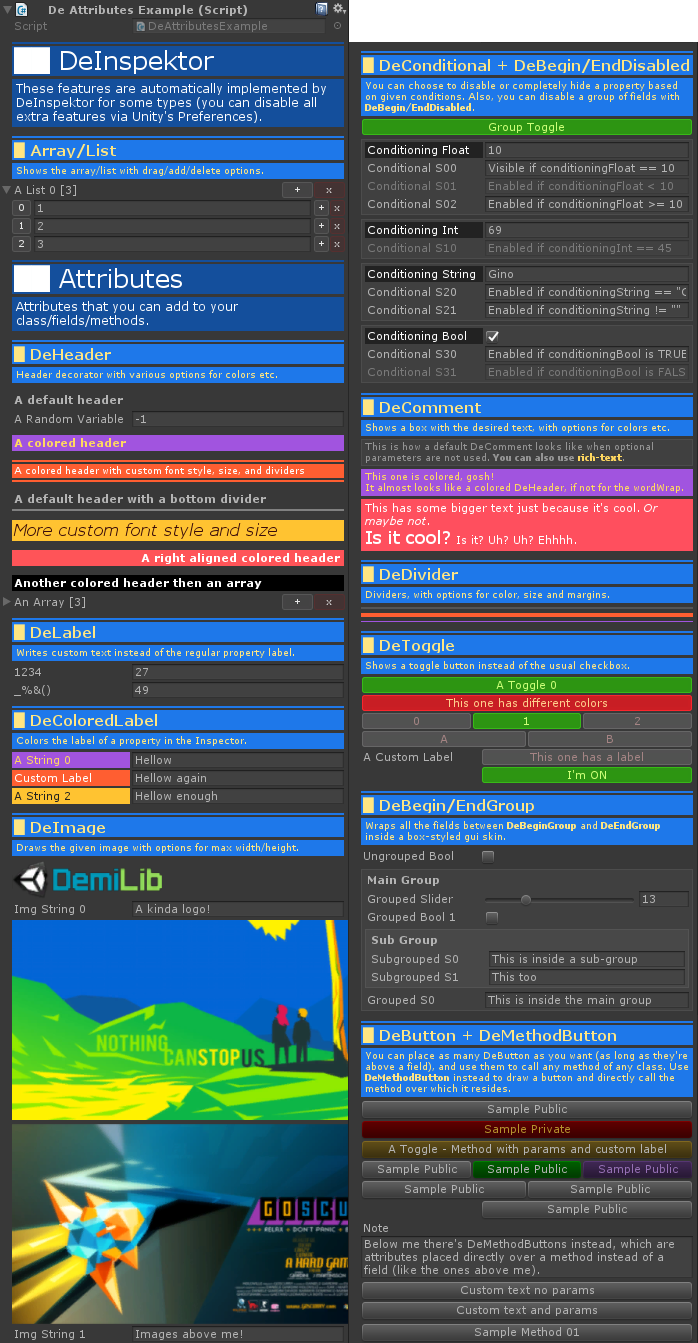 De Attributes Example (Script)
Script
DeAttributesExample
DeInspektor
These features are automatically implemented by
DeInspektor for some types (you can disable all
extra features via Unity's Preferences).
Array/List
Shows the array/list with drag/add/delete options.
A List 0 [3] + x
0 1 + x
1 2 + x
2 3 + x
Attributes
Attributes that you can add to your
class/fields/methods.
DeHeader
Header decorator with various options for colors etc.
A default header
A Random Variable -1
A colored header
A colored header with custom font style, size, and dividers
A default header with a bottom divider
More custom font style and size
A right aligned colored header
Another colored header then an array
An Array [3] + x
DeLabel
Writes custom text instead of the regular property label.
1234 27
_%&() 49
DeColoredLabel
Colors the label of a property in the Inspector.
A String 0 Hellow
Custom Label Hellow again
A String 2 Hellow enough
DeImage
Draws the given image with options for max width/height.
DemiLib
Img String 0 A kinda logo!
NOTHING
CANSTOPUS
GOSCU
RELAX + DON'T PANIC +
A HARD GAM
Img String 1 Images above me!
DeConditional + DeBegin/EndDisabled
You can choose to disable or completely hide a property based
on given conditions. Also, you can disable a group of fields with
DeBegin/EndDisabled.
Group Toggle
Conditioning Float 10
Conditional S00 Visible if conditioningFloat == 10
Conditional S01 Enabled if conditioningFloat < 10
Conditional S02 Enabled if conditioningFloat >= 10
Conditioning Int 69
Conditional S10 Enabled if conditioningInt == 45
Conditioning String Gino
Conditional S20 Enabled if conditioningString == "G
Conditional S21 Enabled if conditioningString != ""
Conditioning Bool
Conditional S30 Enabled if conditioningBool is TRUE
Conditional S31 Enabled if conditioningBool is FALS
DeComment
Shows a box with the desired text, with options for colors etc.
This is how a default DeComment looks like when optional
parameters are not used. You can also use rich-text.
This one is colored, gosh!
It almost looks like a colored DeHeader, if not for the wordWrap.
This has some bigger text just because it's cool. Or
maybe not.
Is it cool? Is it? Uh? Uh? Ehhhh.
DeDivider
Dividers, with options for color, size and margins.
DeToggle
Shows a toggle button instead of the usual checkbox.
A Toggle 0
This one has different colors
0 1 2
A B
A Custom Label This one has a label
I'm ON
DeBegin/EndGroup
Wraps all the fields between DeBeginGroup and DeEndGroup
inside a box-styled gui skin.
Ungrouped Bool
Main Group
Grouped Slider 13
Grouped Bool 1
Sub Group
Subgrouped S0 This is inside a sub-group
Subgrouped S1 This too
Grouped S0 This is inside the main group
DeButton + DeMethodButton
You can place as many DeButton as you want (as long as they're
above a field), and use them to call any method of any class. Use
DeMethodButton instead to draw a button and directly call the
method over which it resides.
Sample Public
Sample Private
A Toggle - Method with params and custom label
Sample Public Sample Public Sample Public
Sample Public Sample Public
Sample Public
Note
Below me there's DeMethodButtons instead, which are
attributes placed directly over a method instead of a
field (like the ones above me).
Custom text no params
Custom text and params
Sample Method 01